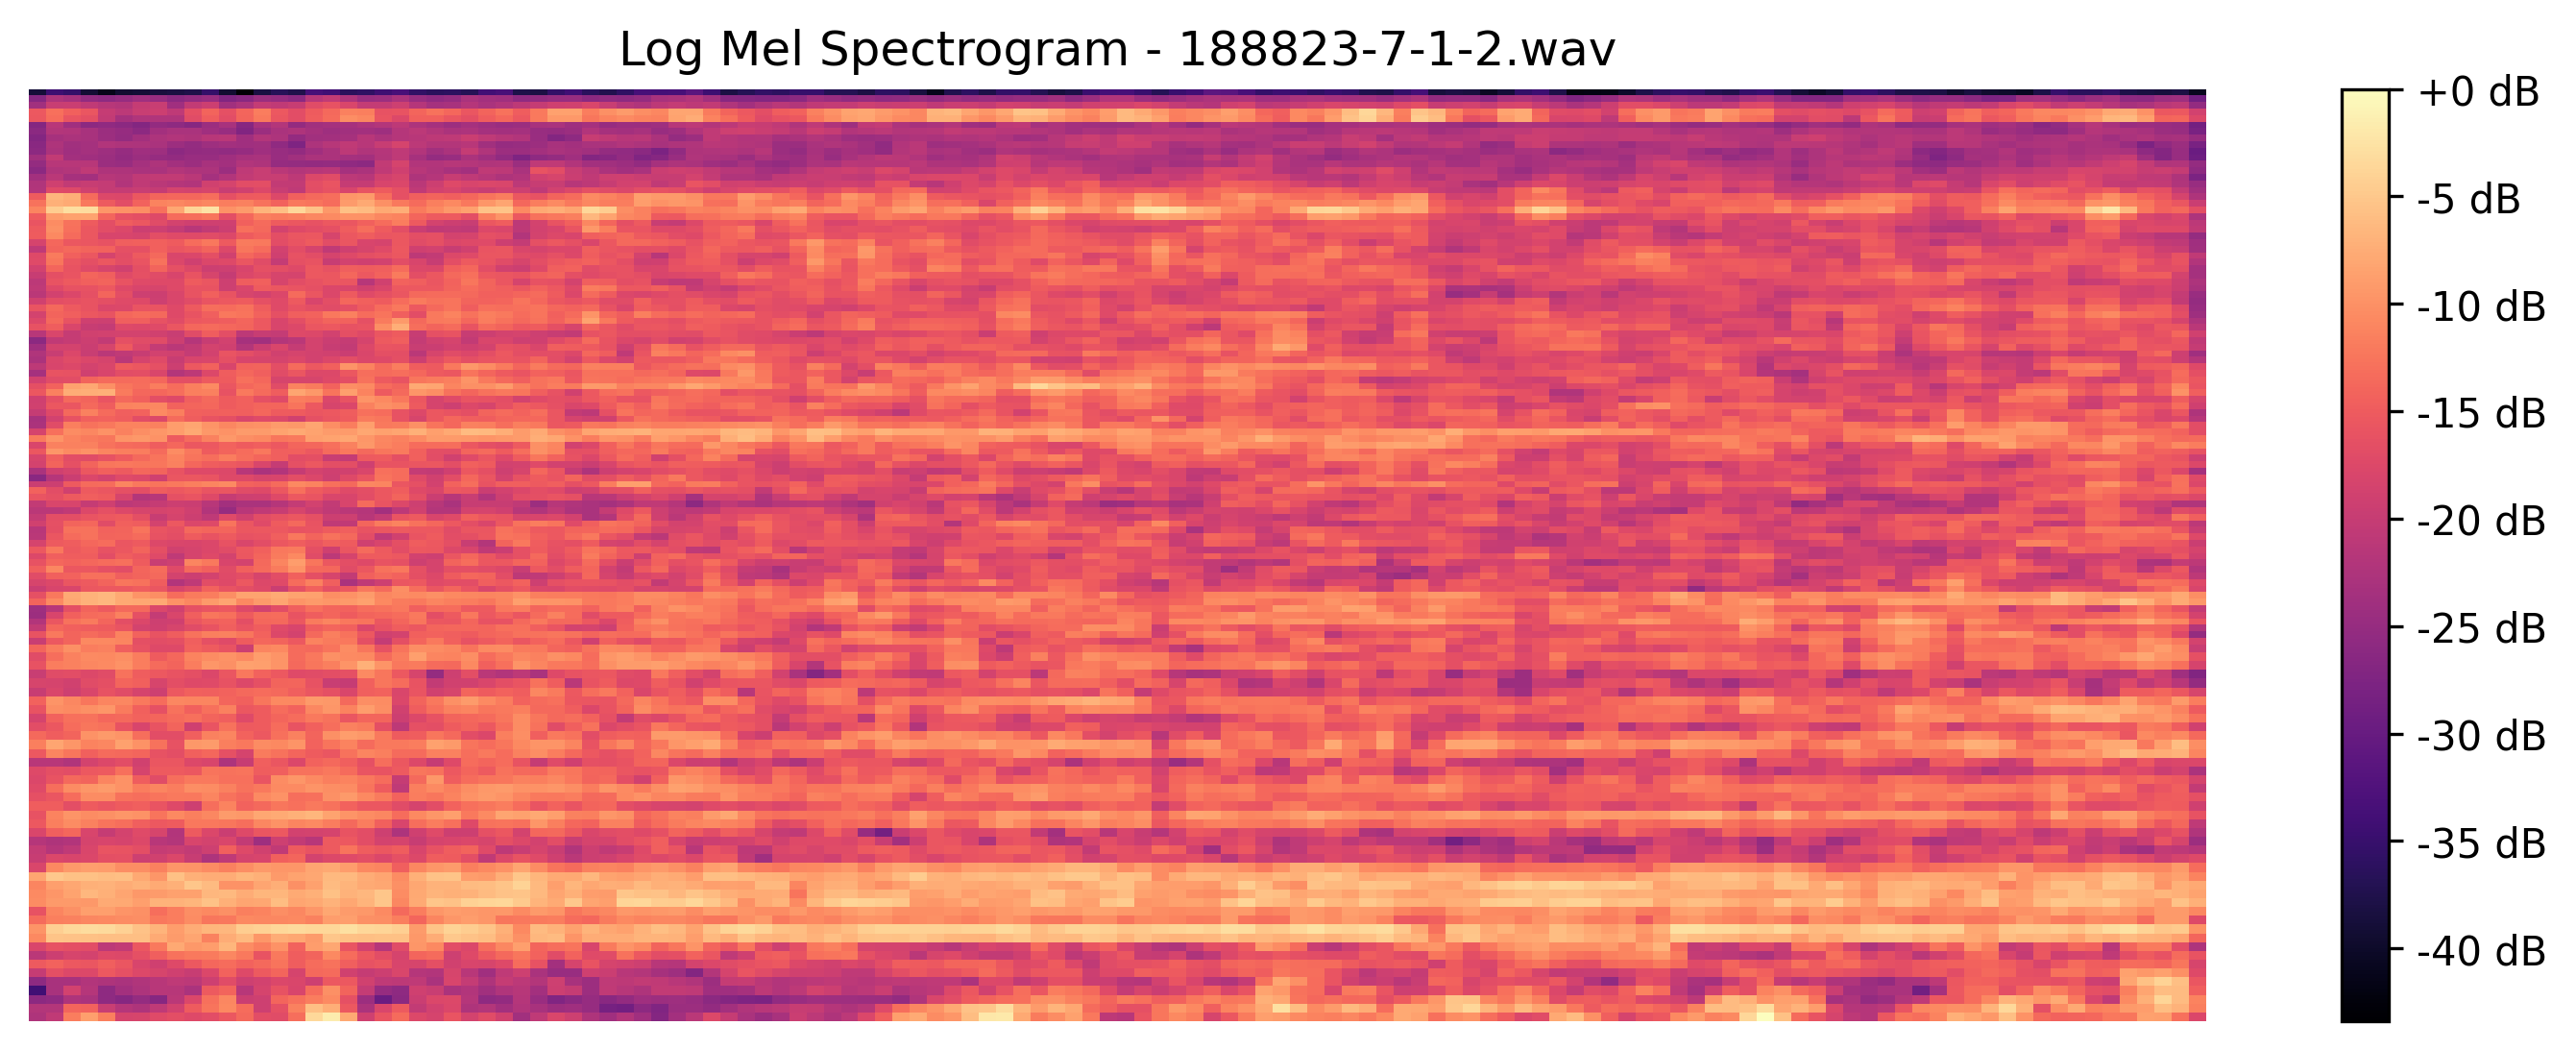 Log Mel Spectrogram - 188823-7-1-2.wav
+0 dB
-5 dB
-10 dB
-15 dB
-20 dB
-25 dB
-30 dB
-35 dB
-40 dB